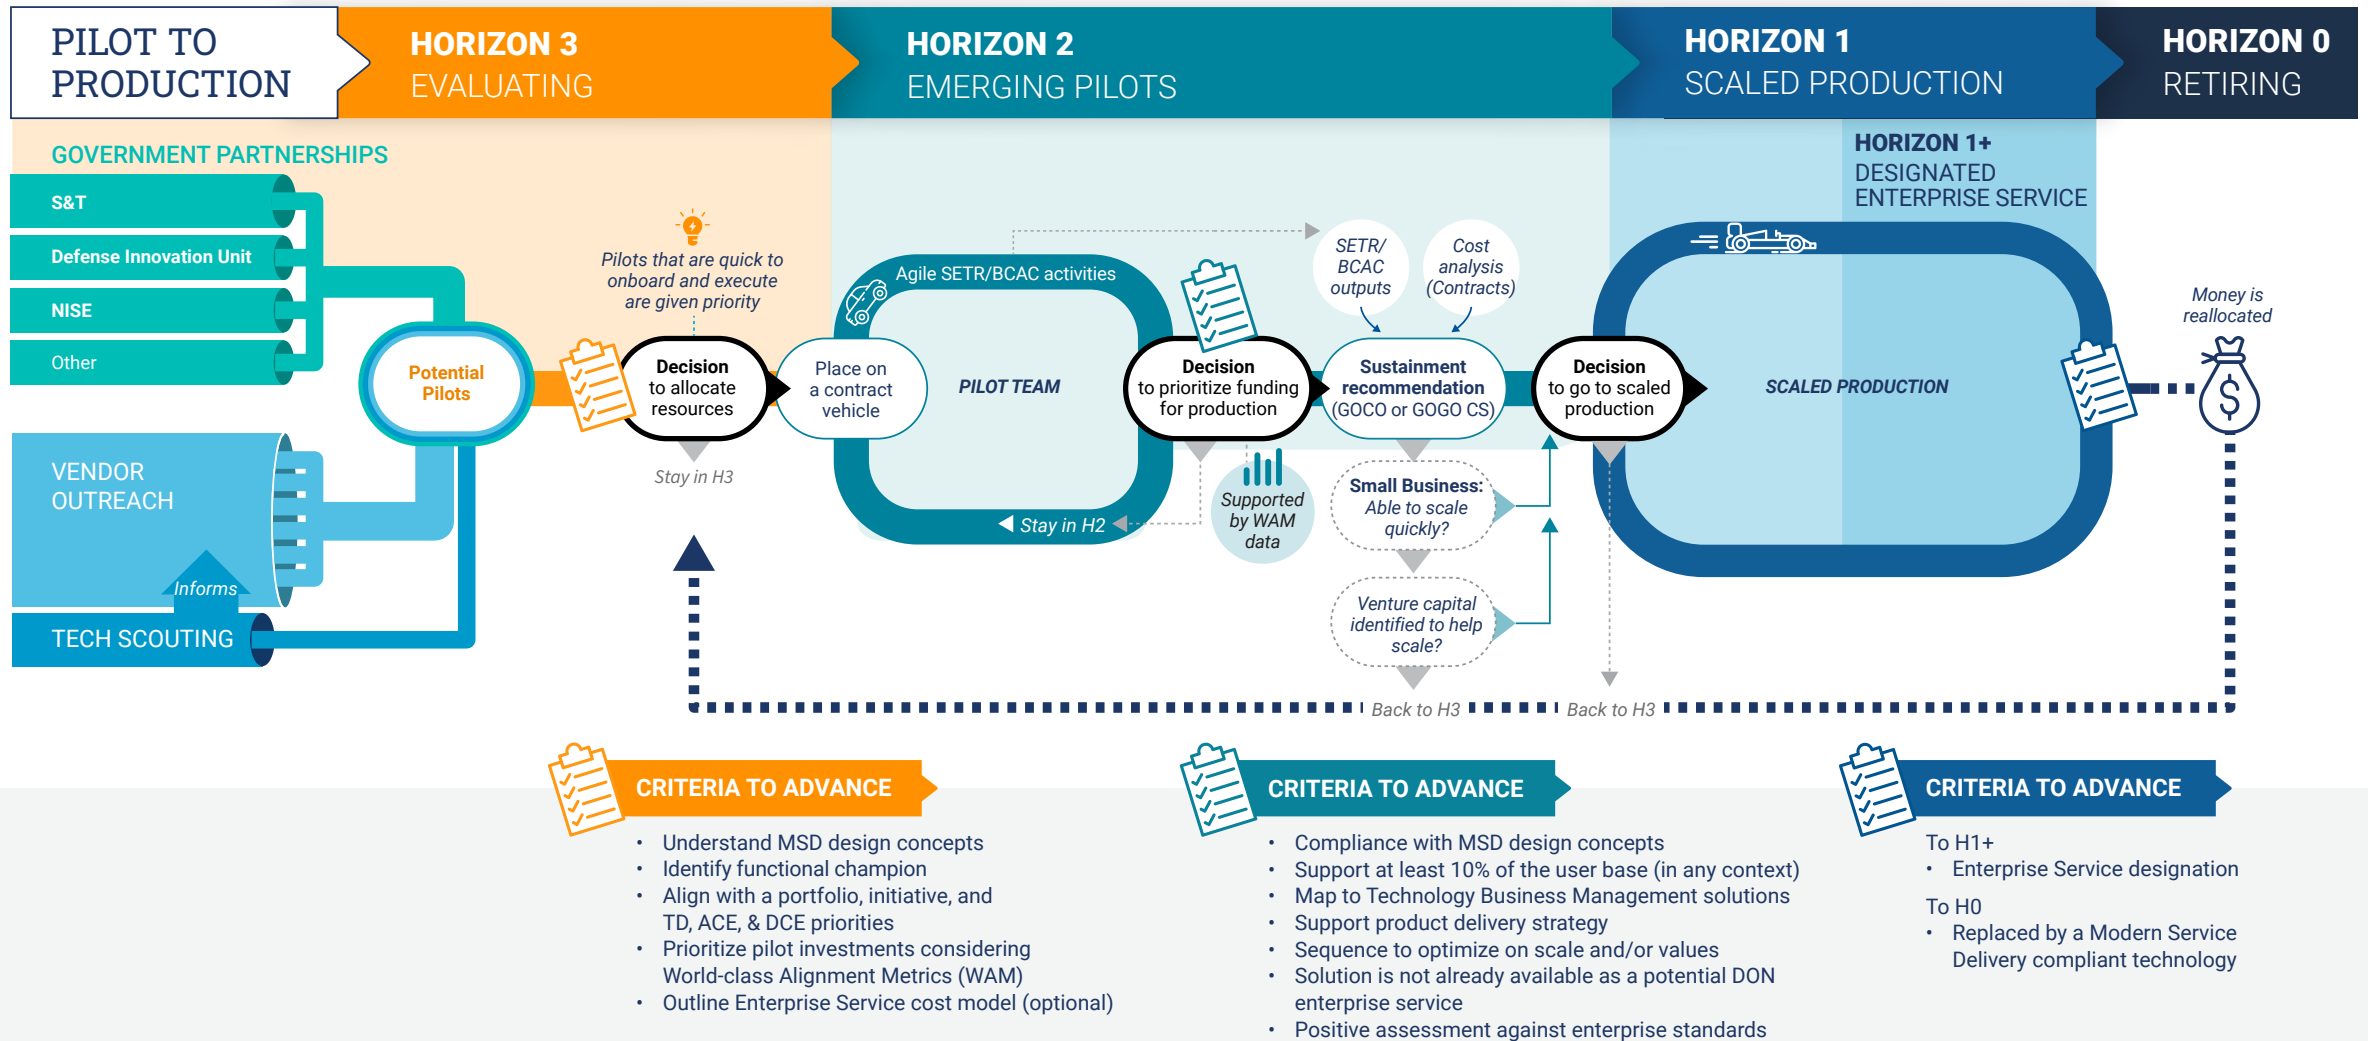 PILOT TO
PRODUCTION
HORIZON 3
EVALUATING
HORIZON 2
EMERGING PILOTS
HORIZON 1
SCALED PRODUCTION
HORIZON 0
RETIRING
GOVERNMENT PARTNERSHIPS
S&T
Defense Innovation Unit
NISE
Other
VENDOR
OUTREACH
Informs
TECH SCOUTING
Potential
Pilots
Pilots that are quick to
onboard and execute
are given priority
Decision
to allocate
resources
Stay in H3
Place on
a contract
vehicle
Agile SETR/BCAC activities
PILOT TEAM
Stay in H2
Decision
to prioritize funding
for production
Supported
by WAM
data
SETR/
BCAC
outputs
Cost
analysis
(Contracts)
Sustainment
recommendation
(GOCO or GOGO CS)
Small Business:
Able to scale
quickly?
Venture capital
identified to help
scale?
Back to H3
Decision
to go to scaled
production
Back to H3
HORIZON 1+
DESIGNATED
ENTERPRISE SERVICE
SCALED PRODUCTION
Money is
reallocated
$
CRITERIA TO ADVANCE
• Understand MSD design concepts
• Identify functional champion
• Align with a portfolio, initiative, and
TD, ACE, & DCE priorities
• Prioritize pilot investments considering
World-class Alignment Metrics (WAM)
• Outline Enterprise Service cost model (optional)
CRITERIA TO ADVANCE
• Compliance with MSD design concepts
• Support at least 10% of the user base (in any context)
• Map to Technology Business Management solutions
• Support product delivery strategy
• Sequence to optimize on scale and/or values
• Solution is not already available as a potential DON
enterprise service
• Positive assessment against enterprise standards
CRITERIA TO ADVANCE
To H1+
• Enterprise Service designation
To H0
• Replaced by a Modern Service
Delivery compliant technology